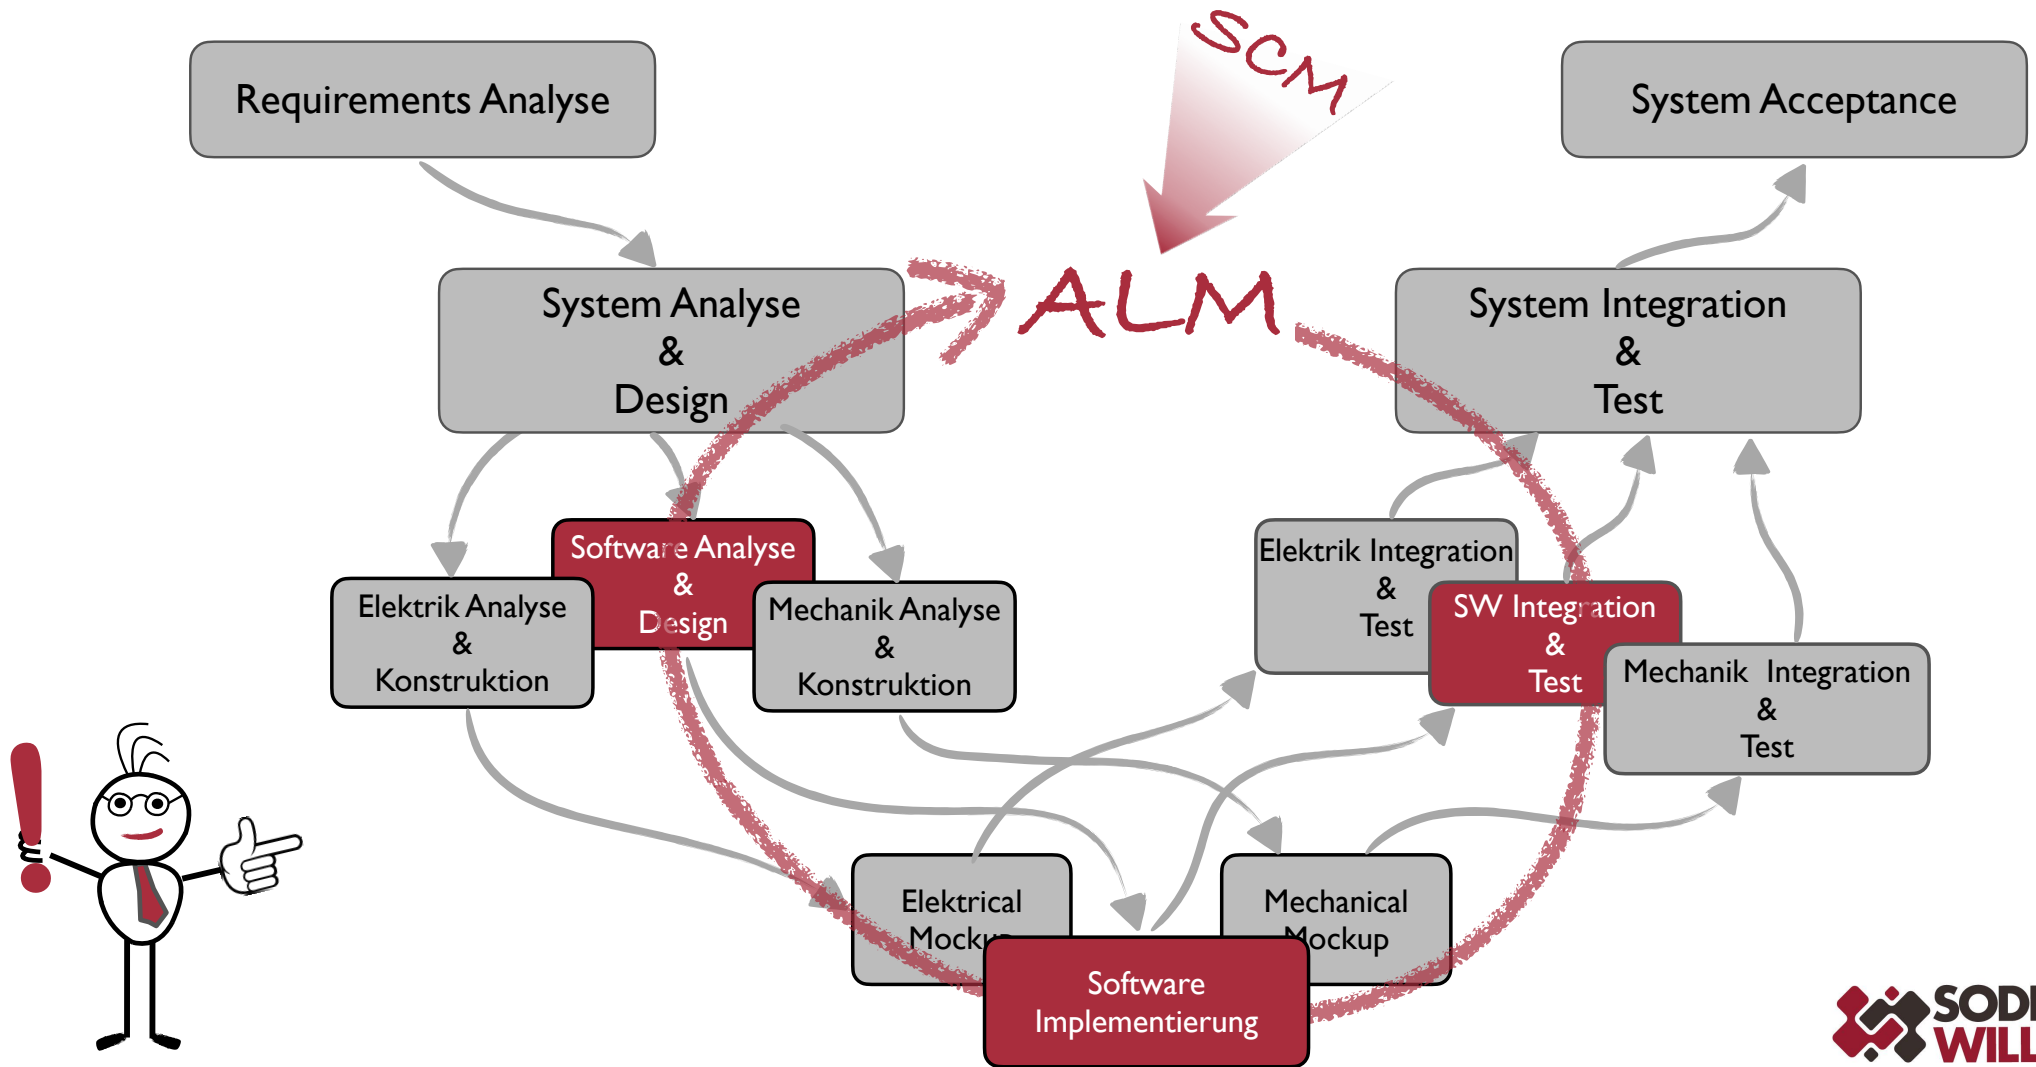 SCM
Requirements Analyse
System Acceptance
ALM
System Analyse
&
Design
System Integration
&
Test
Software Analyse
&
Design
Elektrik Analyse
&
Konstruktion
Mechanik Analyse
&
Konstruktion
Elektrik Integration
&
Test
SW Integration
&
Test
Mechanik Integration
&
Test
Elektrical
Mockup
Mechanical
Mockup
Software
Implementierung
WILL